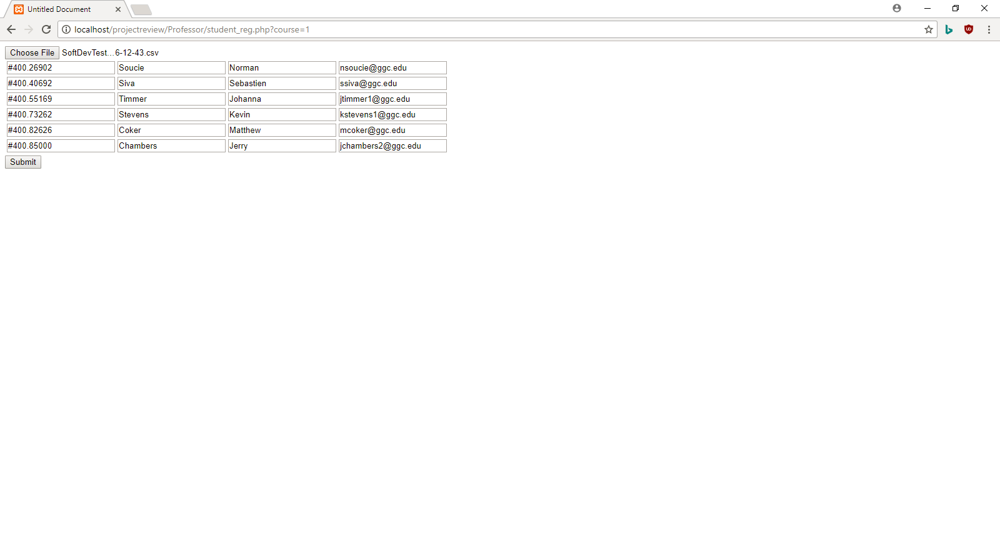 Untitled Document
localhost/projectreview/Professor/student_reg.php?course=1
Choose File SoftDevTest...6-12-43.csv
#400.26902 Soucie Norman nsoucie@ggc.edu
#400.40692 Siva Sebastien ssiva@ggc.edu
#400.55169 Timmer Johanna jtimmer1@ggc.edu
#400.73262 Stevens Kevin kstevens1@ggc.edu
#400.82626 Coker Matthew mcoker@ggc.edu
#400.85000 Chambers Jerry jchambers2@ggc.edu
Submit